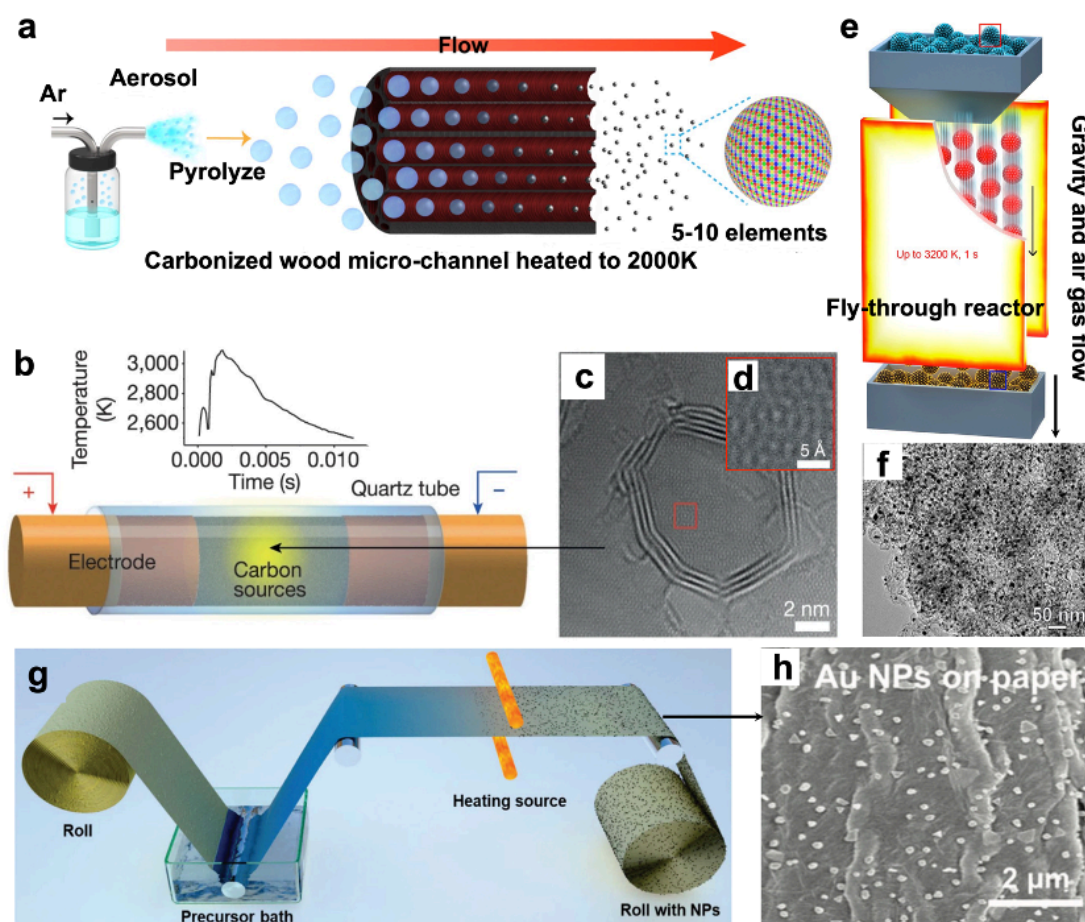 a
Flow
Aerosol
Ar
Pyrolyze
5-10 elements
Carbonized wood micro-channel heated to 2000K
e
Up to 3200 K, 1 s
Fly-through reactor
Gravity and air gas flow
b
Temperature
(K)
3,000
2,800
2,600
0.000 0.005 0.010
Time (s)
Quartz tube
+
−
Electrode
Carbon
sources
c
d
5 Å
2 nm
f
50 nm
g
Roll
Precursor bath
Heating source
Roll with NPs
h
Au NPs on paper
2 µm